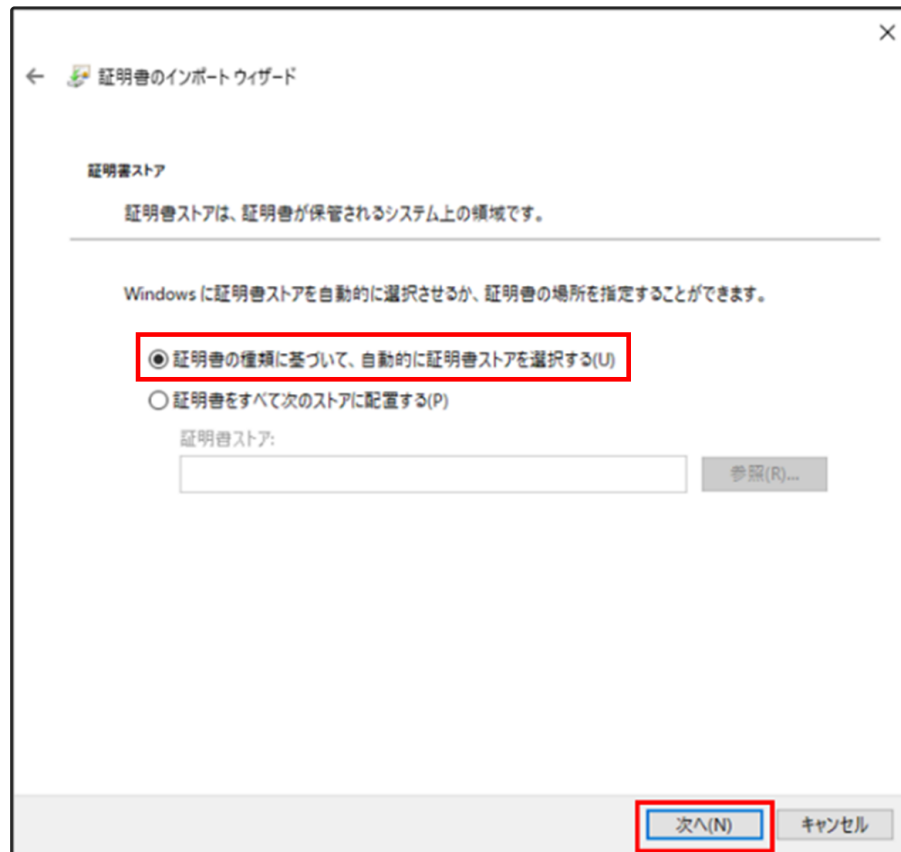 証明書のインポート ウィザード
証明書ストア
証明書ストアは、証明書が保管されるシステム上の領域です。
Windows に証明書ストアを自動的に選択させるか、証明書の場所を指定することができます。
証明書の種類に基づいて、自動的に証明書ストアを選択する(U)
証明書をすべて次のストアに配置する(P)
証明書ストア:
参照(R)...
次へ(N) キャンセル